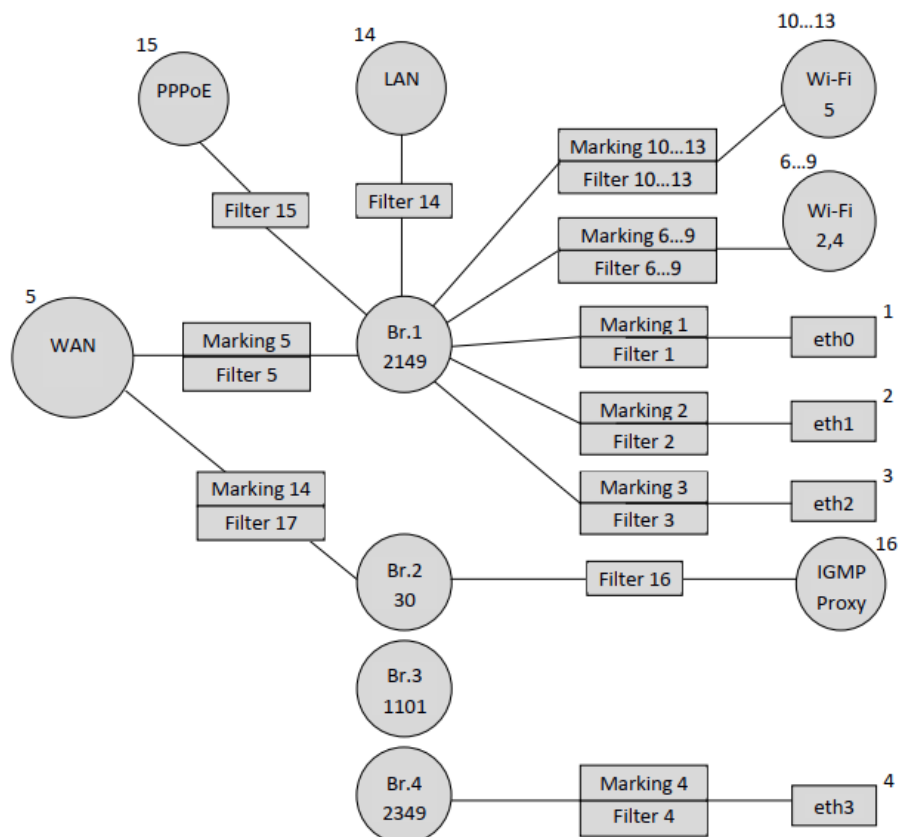 10...13
15
14
PPPoE
LAN
Wi-Fi
5
Marking 10...13
Filter 10...13
6...9
Filter 15
Filter 14
Wi-Fi
2,4
Marking 6...9
Filter 6...9
5
WAN
Marking 5
Filter 5
Br.1
2149
Marking 1
Filter 1
1
eth0
Marking 2
Filter 2
2
eth1
Marking 3
Filter 3
3
eth2
Marking 14
Filter 17
Br.2
30
Filter 16
16
IGMP
Proxy
Br.3
1101
Br.4
2349
Marking 4
Filter 4
4
eth3